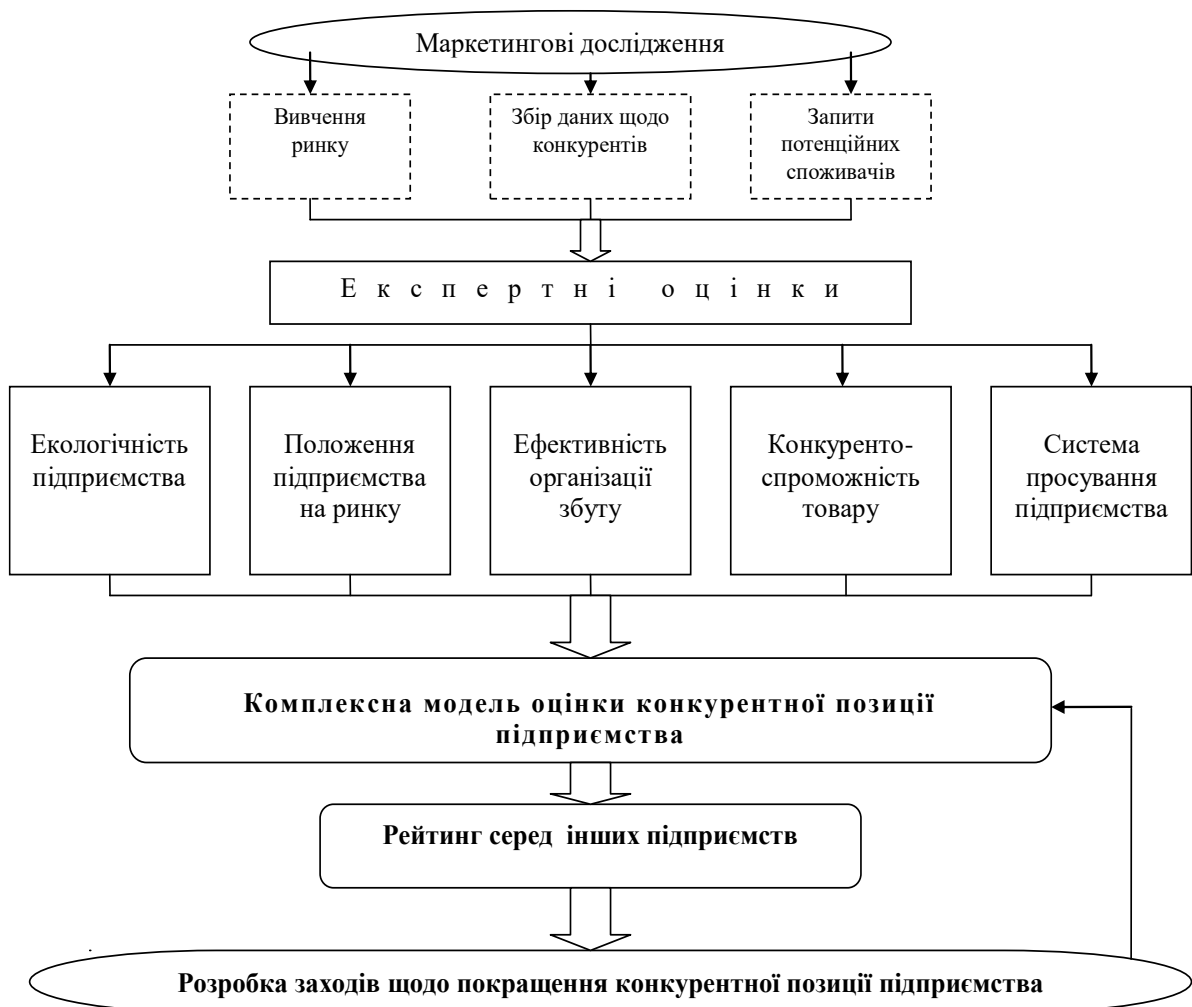 Маркетингові дослідження
Вивчення
ринку
Збір даних щодо
конкурентів
Запити
потенційних
споживачів
Експертні оцінки
Екологічність
підприємства
Положення
підприємства
на ринку
Ефективність
організації
збуту
Конкуренто-
спроможність
товару
Система
просування
підприємства
Комплексна модель оцінки конкурентної позиції
підприємства
Рейтинг серед інших підприємств
Розробка заходів щодо покращення конкурентної позиції підприємства